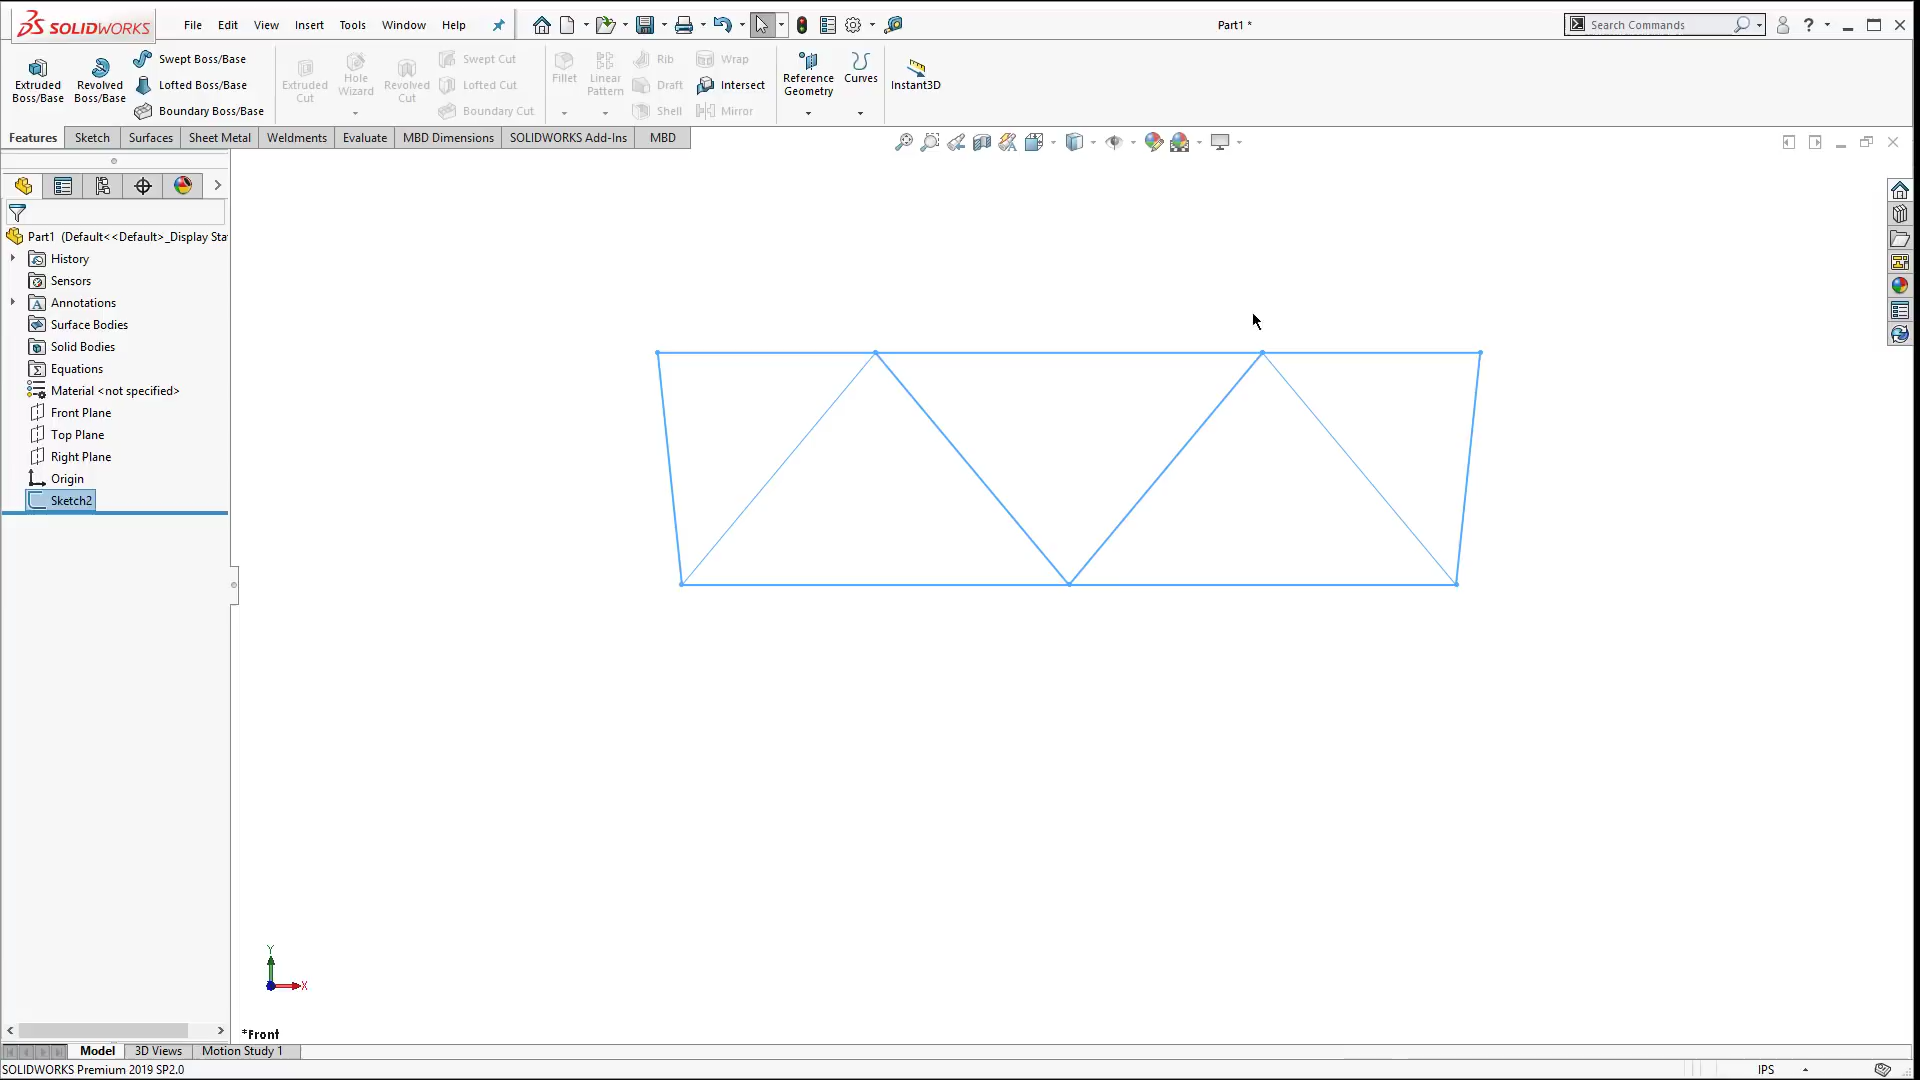 SOLIDWORKS File Edit View Insert Tools Window Help Part1 * Search Commands ?
Extruded Boss/Base
Revolved Boss/Base
Swept Boss/Base
Lofted Boss/Base
Boundary Boss/Base
Extruded Cut
Hole Wizard
Revolved Cut
Swept Cut
Lofted Cut
Boundary Cut
Fillet
Linear Pattern
Rib
Draft
Shell
Wrap
Intersect
Mirror
Reference Geometry
Curves
Instant3D
Features Sketch Surfaces Sheet Metal Weldments Evaluate MBD Dimensions SOLIDWORKS Add-Ins MBD
Part1 (Default<<Default>_Display Sta
History
Sensors
Annotations
Surface Bodies
Solid Bodies
Equations
Material <not specified>
Front Plane
Top Plane
Right Plane
Origin
Sketch2
Y
X
*Front
Model 3D Views Motion Study 1
SOLIDWORKS Premium 2019 SP2.0 IPS